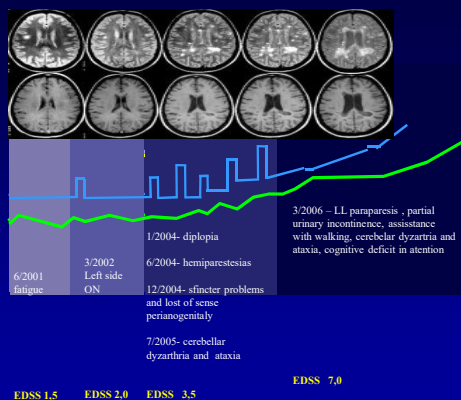 6/2001
fatigue
3/2002
Left side
ON
1/2004- diplopia
6/2004- hemiparestesias
12/2004- sfincter problems
and lost of sense
perianogenitaly
7/2005- cerebellar
dyzarthria and ataxia
3/2006 – LL paraparesis , partial
urinary incontinence, assisstance
with walking, cerebelar dyzartria and
ataxia, cognitive deficit in atention
EDSS 1,5
EDSS 2,0
EDSS 3,5
EDSS 7,0